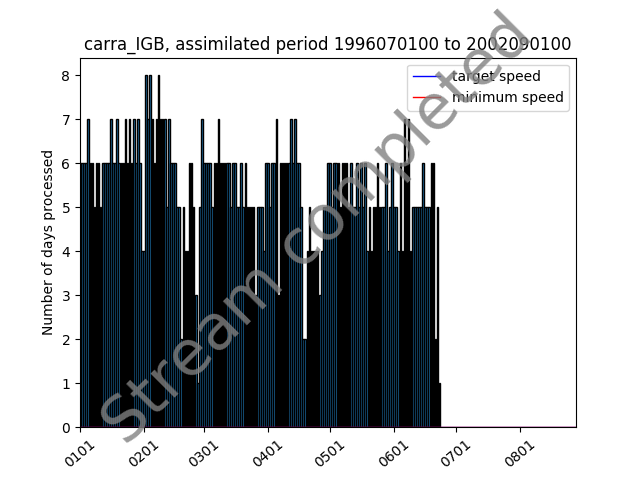 carra_IGB, assimilated period 1996070100 to 2002090100
target speed
minimum speed
Stream completed
Number of days processed
8
7
6
5
4
3
2
1
0
0101 0201 0301 0401 0501 0601 0701 0801